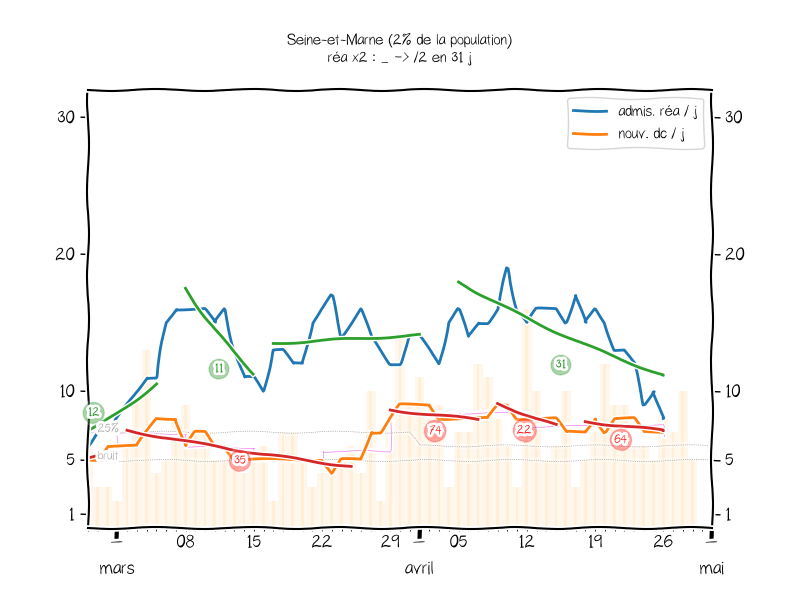 Seine-et-Marne (2% de la population)
réa x2 : _ -> /2 en 31 j
admis. réa / j
nouv. dc / j
30 30
20 20
10 10
5 5
1 1
12
25%
bruit
11
35
74
22
31
64
08 15 22 29 05 12 19 26
mars avril mai